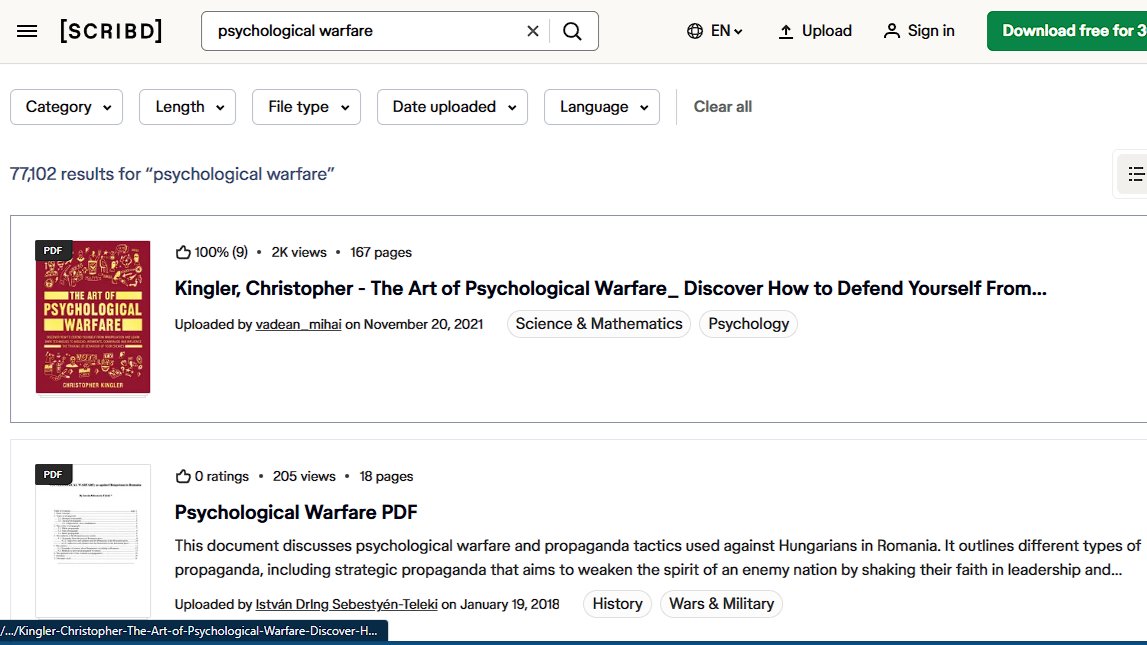 [SCRIBD]
psychological warfare
EN
Upload
Sign in
Download free for 3
Category
Length
File type
Date uploaded
Language
Clear all
77,102 results for “psychological warfare”
PDF
THE ART OF
PSYCHOLOGICAL
WARFARE
CHRISTOPHER KINGLER
100% (9) • 2K views • 167 pages
Kingler, Christopher - The Art of Psychological Warfare_ Discover How to Defend Yourself From...
Uploaded by vadean_mihai on November 20, 2021
Science & Mathematics
Psychology
PDF
0 ratings • 205 views • 18 pages
Psychological Warfare PDF
This document discusses psychological warfare and propaganda tactics used against Hungarians in Romania. It outlines different types of
propaganda, including strategic propaganda that aims to weaken the spirit of an enemy nation by shaking their faith in leadership and...
Uploaded by István DrIng Sebestyén-Teleki on January 19, 2018
History
Wars & Military
/.../Kingler-Christopher-The-Art-of-Psychological-Warfare-Discover-H...